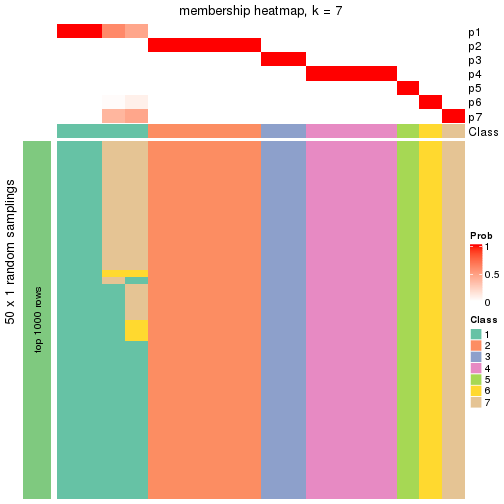 membership heatmap, k = 7
p1
p2
p3
p4
p5
p6
p7
Class
50 x 1 random samplings
top 1000 rows
Prob
1
0.5
0
Class
1
2
3
4
5
6
7